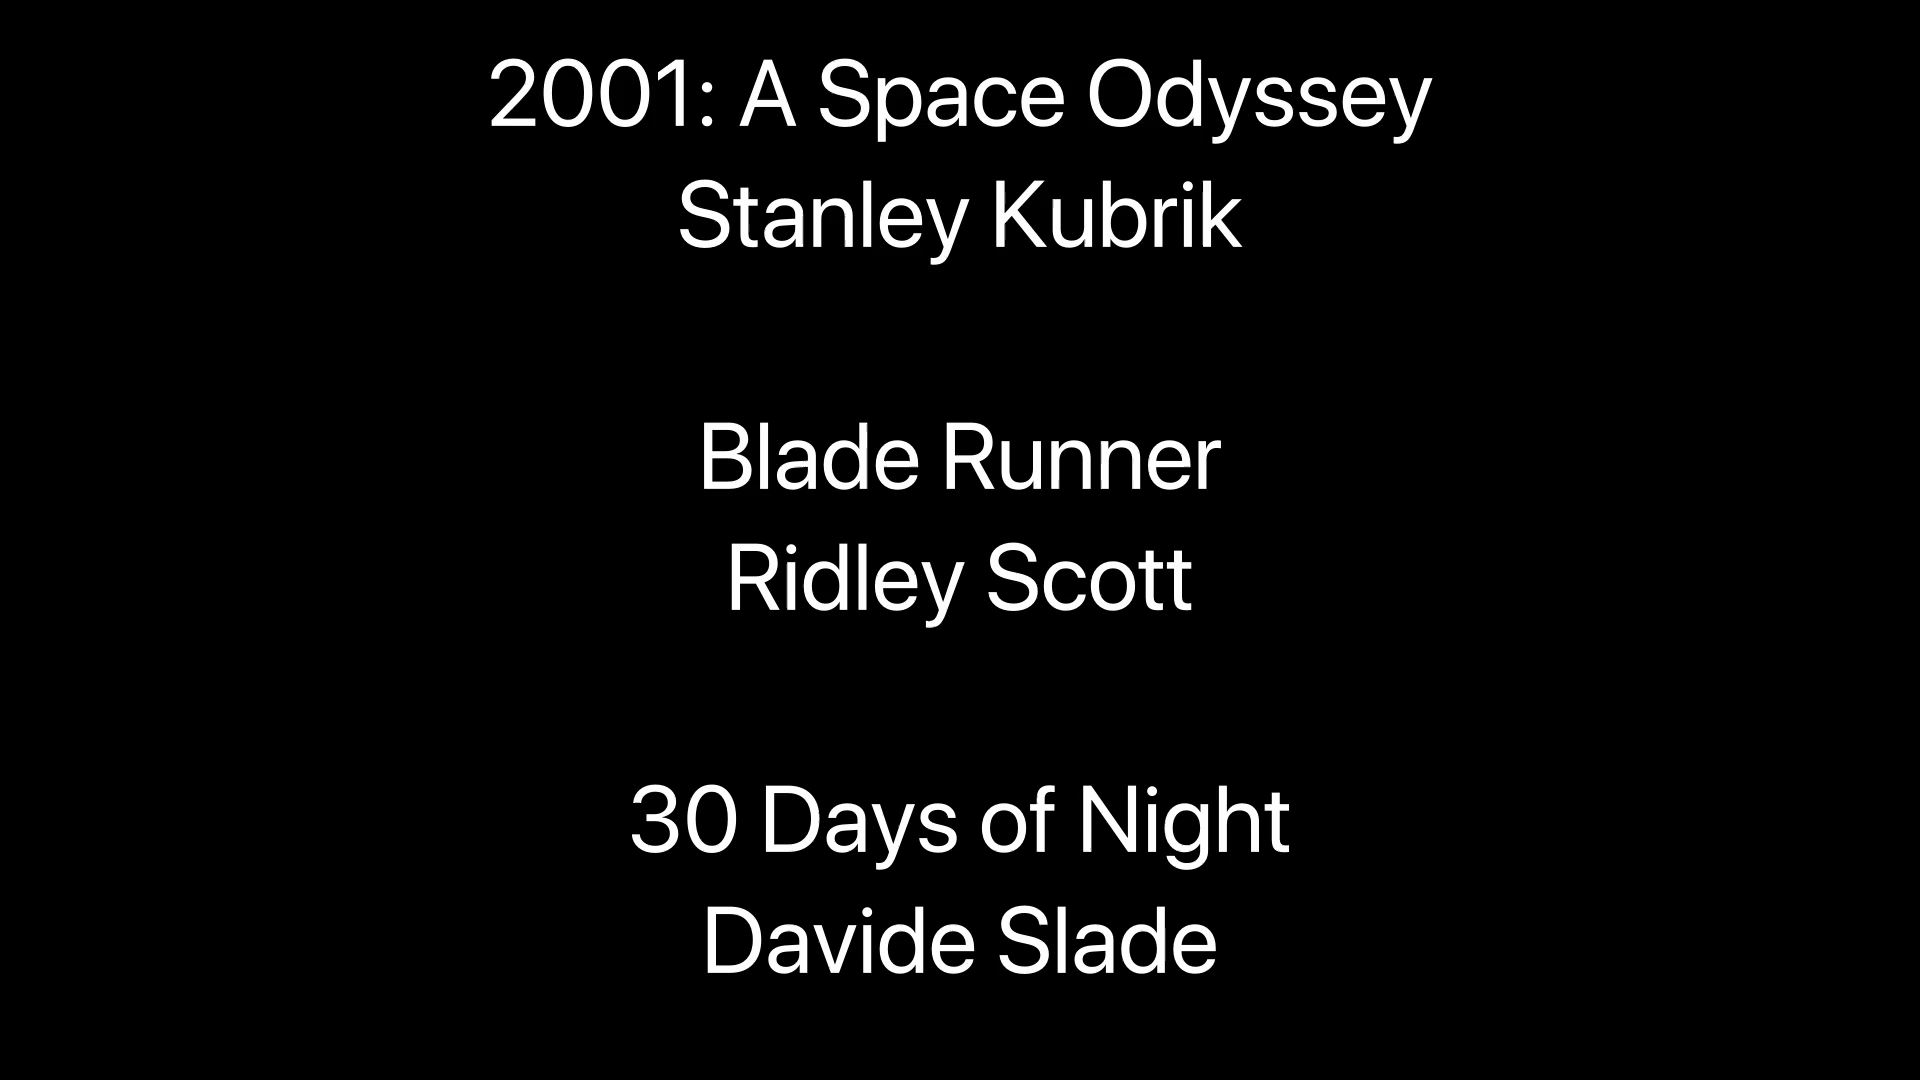 2001: A Space Odyssey
Stanley Kubrik
Blade Runner
Ridley Scott
30 Days of Night
Davide Slade